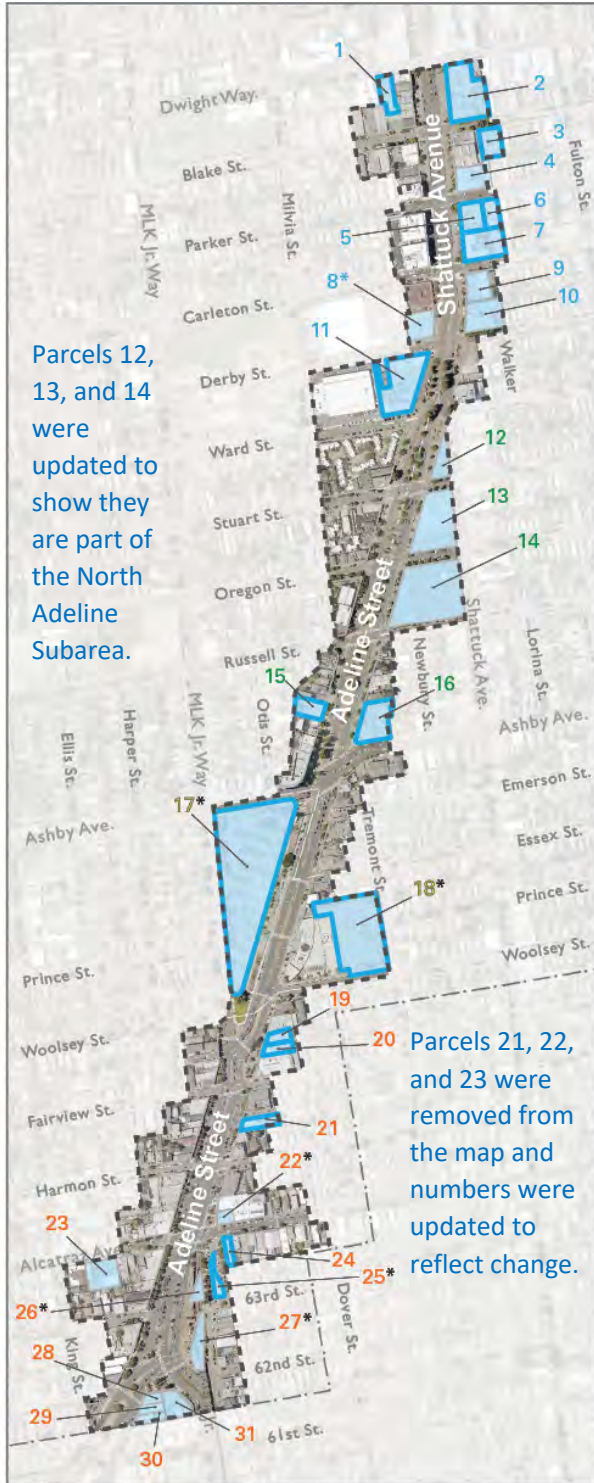 1
Dwight Way.
2
Shattuck Avenue
3
Blake St.
4
Fulton St.
Milvia St.
MLK Jr. Way
6
5
Parker St.
7
8*
9
Carleton St.
10
11
Walker
Parcels 12,
13, and 14
were
updated to
show they
are part of
the North
Adeline
Subarea.
Derby St.
12
Ward St.
13
Stuart St.
14
Oregon St.
Adeline Street
Shattuck Ave.
Newbury St.
Lorina St.
Russell St.
15
16
Otis St.
MLK Jr. Way
Harper St.
Ellis St.
Ashby Ave.
Emerson St.
17*
Ashby Ave.
Tremont St.
Essex St.
18*
Prince St.
Woolsey St.
Prince St.
19
Woolsey St.
20
Parcels 21, 22,
and 23 were
removed from
the map and
numbers were
updated to
reflect change.
Fairview St.
21
Adeline Street
Harmon St.
22*
23
Alcatraz Av
24
25*
26*
63rd St.
Dover St.
27*
62nd St.
King St.
28
29
30
31
61st St.